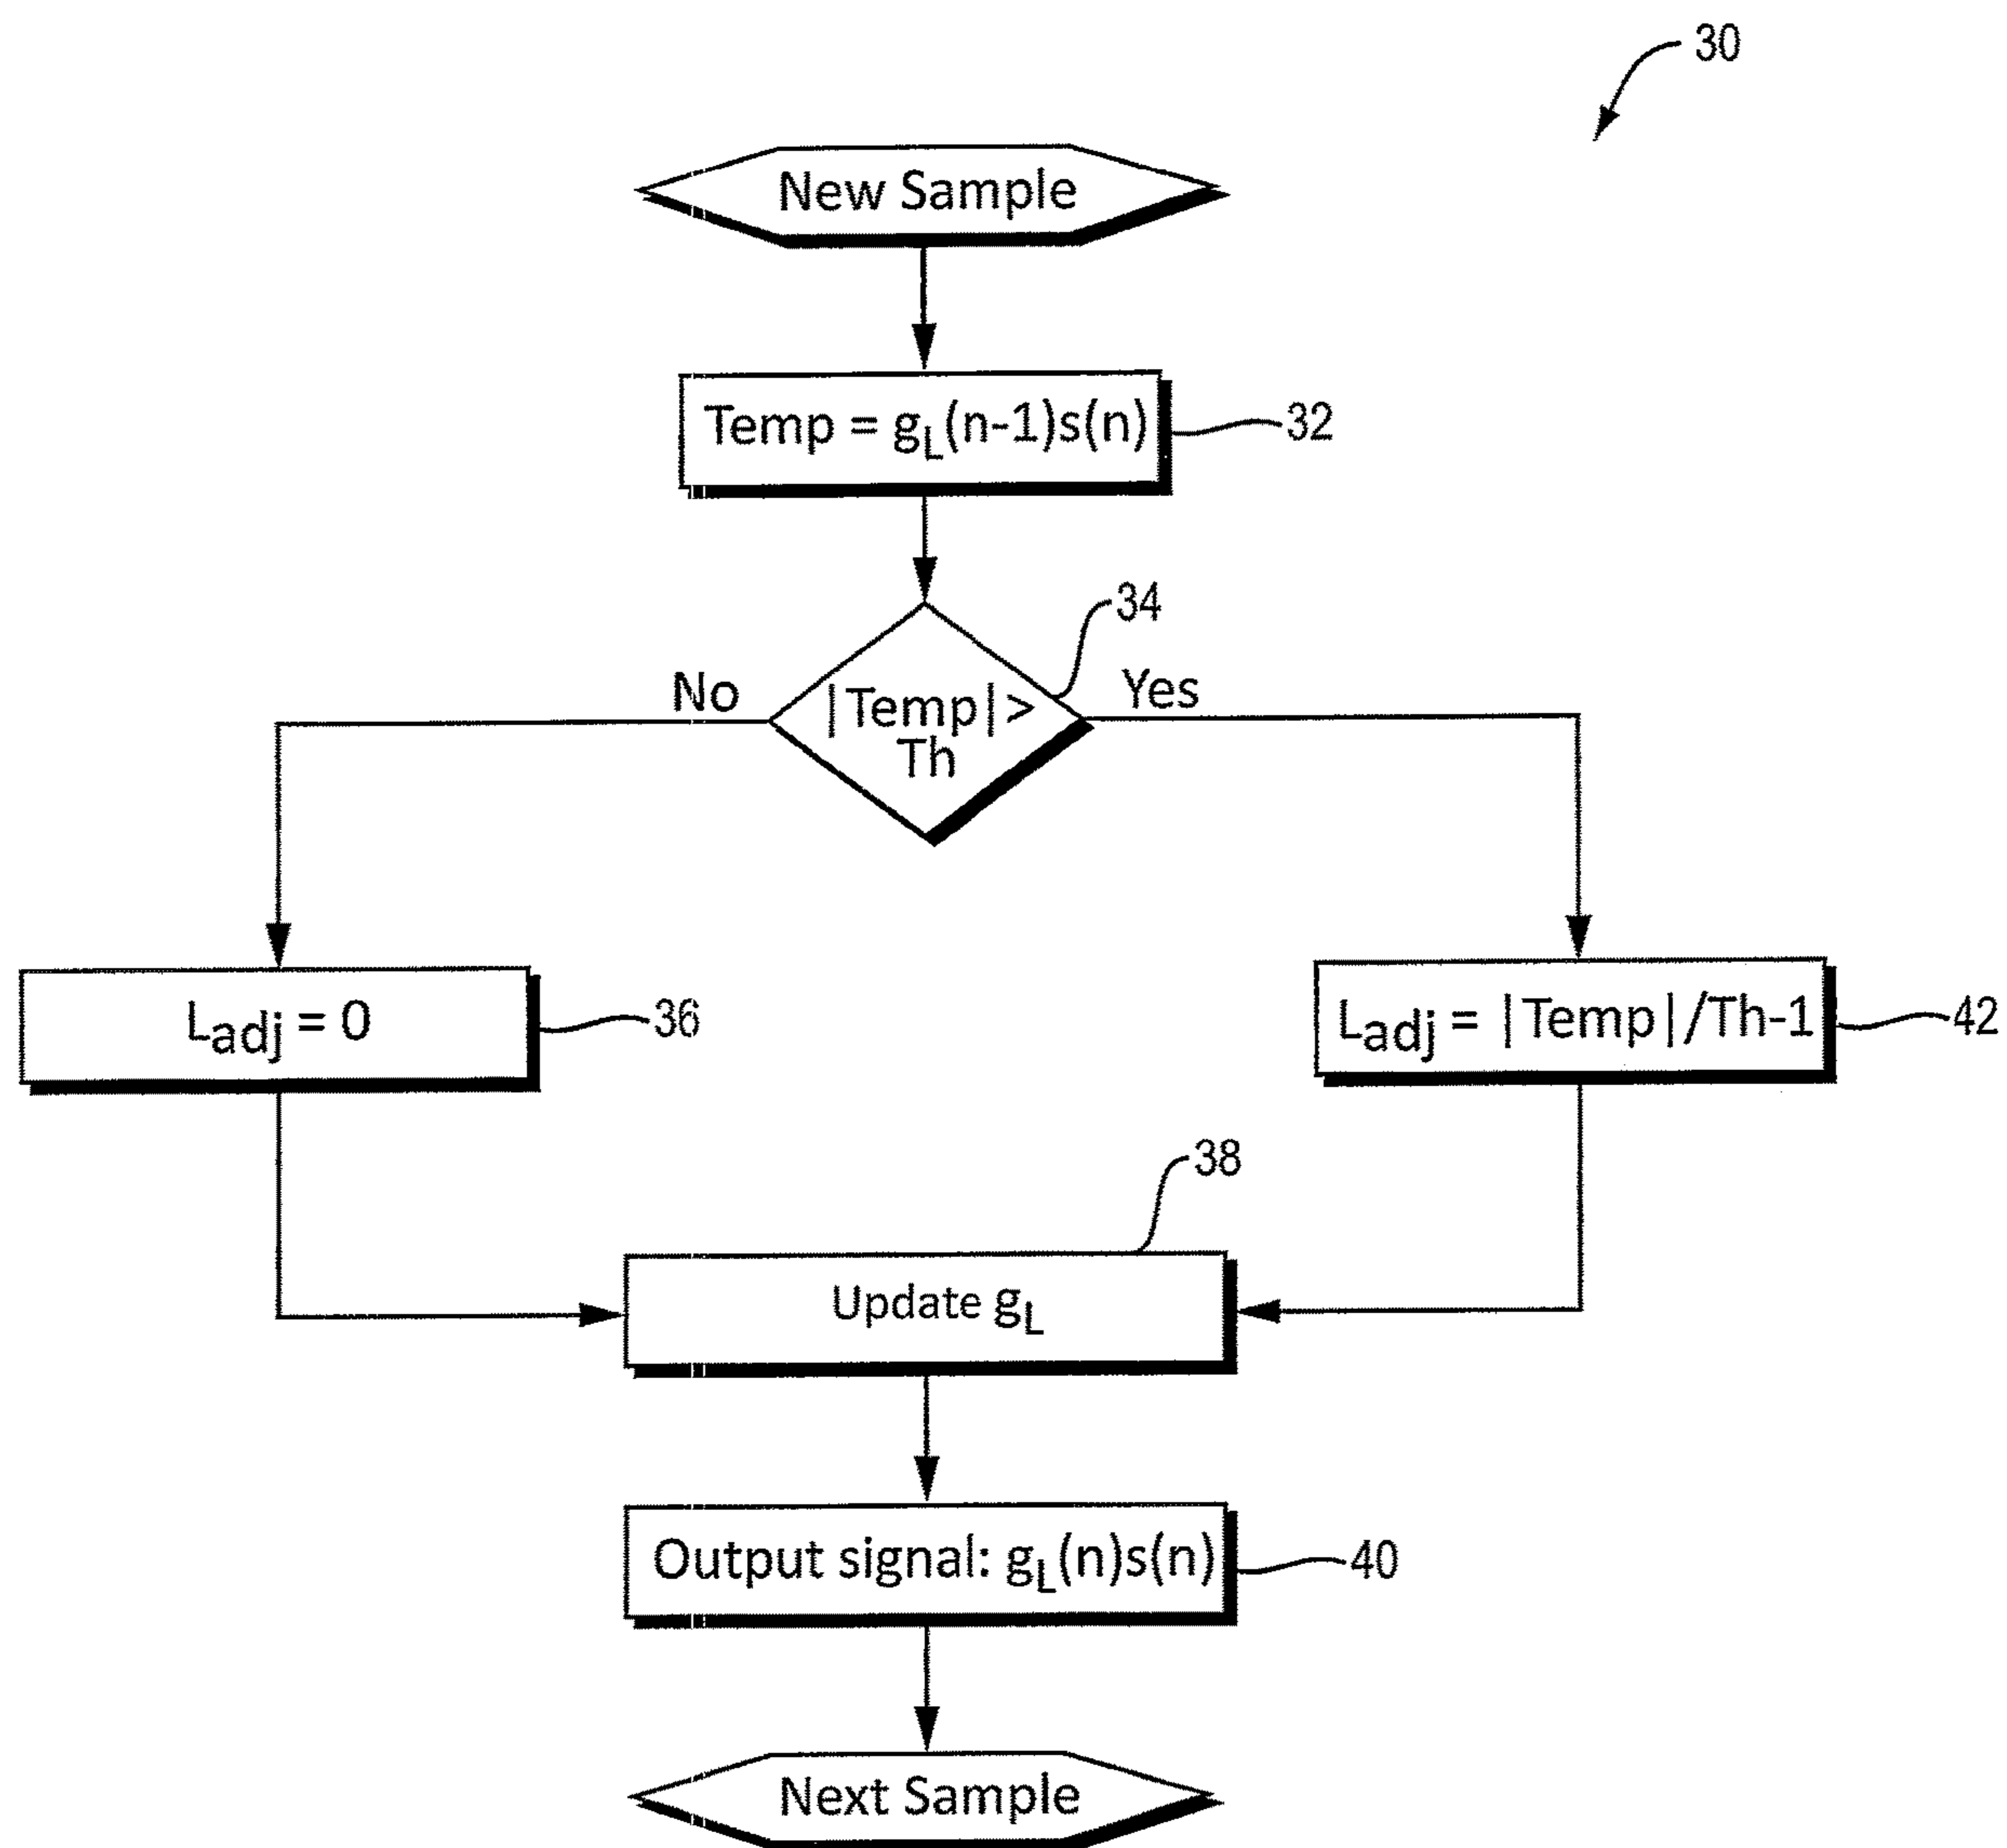 30
New Sample
Temp = gL(n-1)s(n)
32
34
No
|Temp|>
Th
Yes
Ladj = 0
36
Ladj = |Temp|/Th-1
42
38
Update gL
Output signal: gL(n)s(n)
40
Next Sample